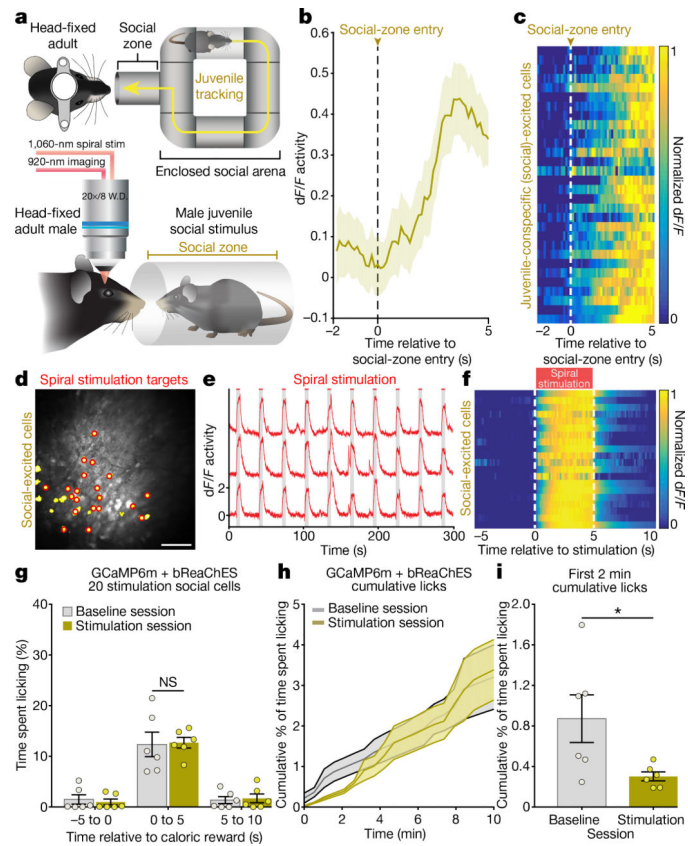 a
Head-fixed
adult
Social
zone
Juvenile
tracking
Enclosed social arena
1,060-nm spiral stim
920-nm imaging
20×/8 W.D.
Head-fixed
adult male
Male juvenile
social stimulus
Social zone
b
Social-zone entry
dF/F activity
0.6
0.5
0.4
0.3
0.2
0.1
0
−0.1
−2
0
5
Time relative to
social-zone entry (s)
c
Social-zone entry
Juvenile-conspecific (social)-excited cells
−2
0
5
Time relative to
social-zone entry (s)
1
0
Normalized dF/F
d
Spiral stimulation targets
Social-excited cells
e
Spiral stimulation
dF/F activity
2
0
0
100
200
300
Time (s)
f
Spiral
stimulation
Social-excited cells
−5
0
5
10
Time relative to stimulation (s)
1
0
Normalized dF/F
g
GCaMP6m + bReaChES
20 stimulation social cells
Baseline session
Stimulation session
NS
Time spent licking (%)
40
30
20
10
0
−5 to 0
0 to 5
5 to 10
Time relative to caloric reward (s)
h
GCaMP6m + bReaChES
cumulative licks
Baseline session
Stimulation session
Cumulative % of time spent licking
5
4
3
2
1
0
0
2
4
6
8
10
Time (min)
i
First 2 min
cumulative licks
*
Cumulative % of time spent licking
2.0
1.6
1.2
0.8
0.4
0
Baseline
Stimulation
Session